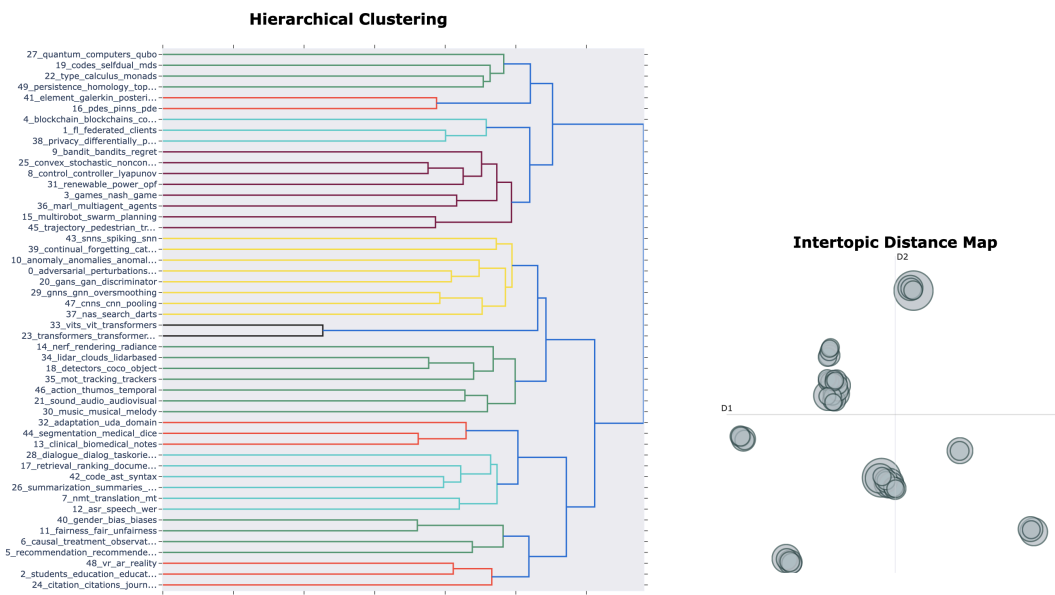 Hierarchical Clustering
27_quantum_computers_qubo
19_codes_selfdual_mds
22_type_calculus_monads
49_persistence_homology_top...
41_element_galerkin_posteri...
16_pdes_pinns_pde
4_blockchain_blockchains_co...
1_fl_federated_clients
38_privacy_differentially_p...
9_bandit_bandits_regret
25_convex_stochastic_noncon...
8_control_controller_lyapunov
31_renewable_power_opf
3_games_nash_game
36_marl_multiagent_agents
15_multirobot_swarm_planning
45_trajectory_pedestrian_tr...
43_snns_spiking_snn
39_continual_forgetting_cat...
10_anomaly_anomalies_anomal...
0_adversarial_perturbations...
20_gans_gan_discriminator
29_gnns_gnn_oversmoothing
47_cnns_cnn_pooling
37_nas_search_darts
33_vits_vit_transformers
23_transformers_transformer...
14_nerf_rendering_radiance
34_lidar_clouds_lidarbased
18_detectors_coco_object
35_mot_tracking_trackers
46_action_thumos_temporal
21_sound_audio_audiovisual
30_music_musical_melody
32_adaptation_uda_domain
44_segmentation_medical_dice
13_clinical_biomedical_notes
28_dialogue_dialog_taskorie...
17_retrieval_ranking_docume...
42_code_ast_syntax
26_summarization_summaries_...
7_nmt_translation_mt
12_asr_speech_wer
40_gender_bias_biases
11_fairness_fair_unfairness
6_causal_treatment_observat...
5_recommendation_recommende...
48_vr_ar_reality
2_students_education_educat...
24_citation_citations_journ...
Intertopic Distance Map
D2
D1